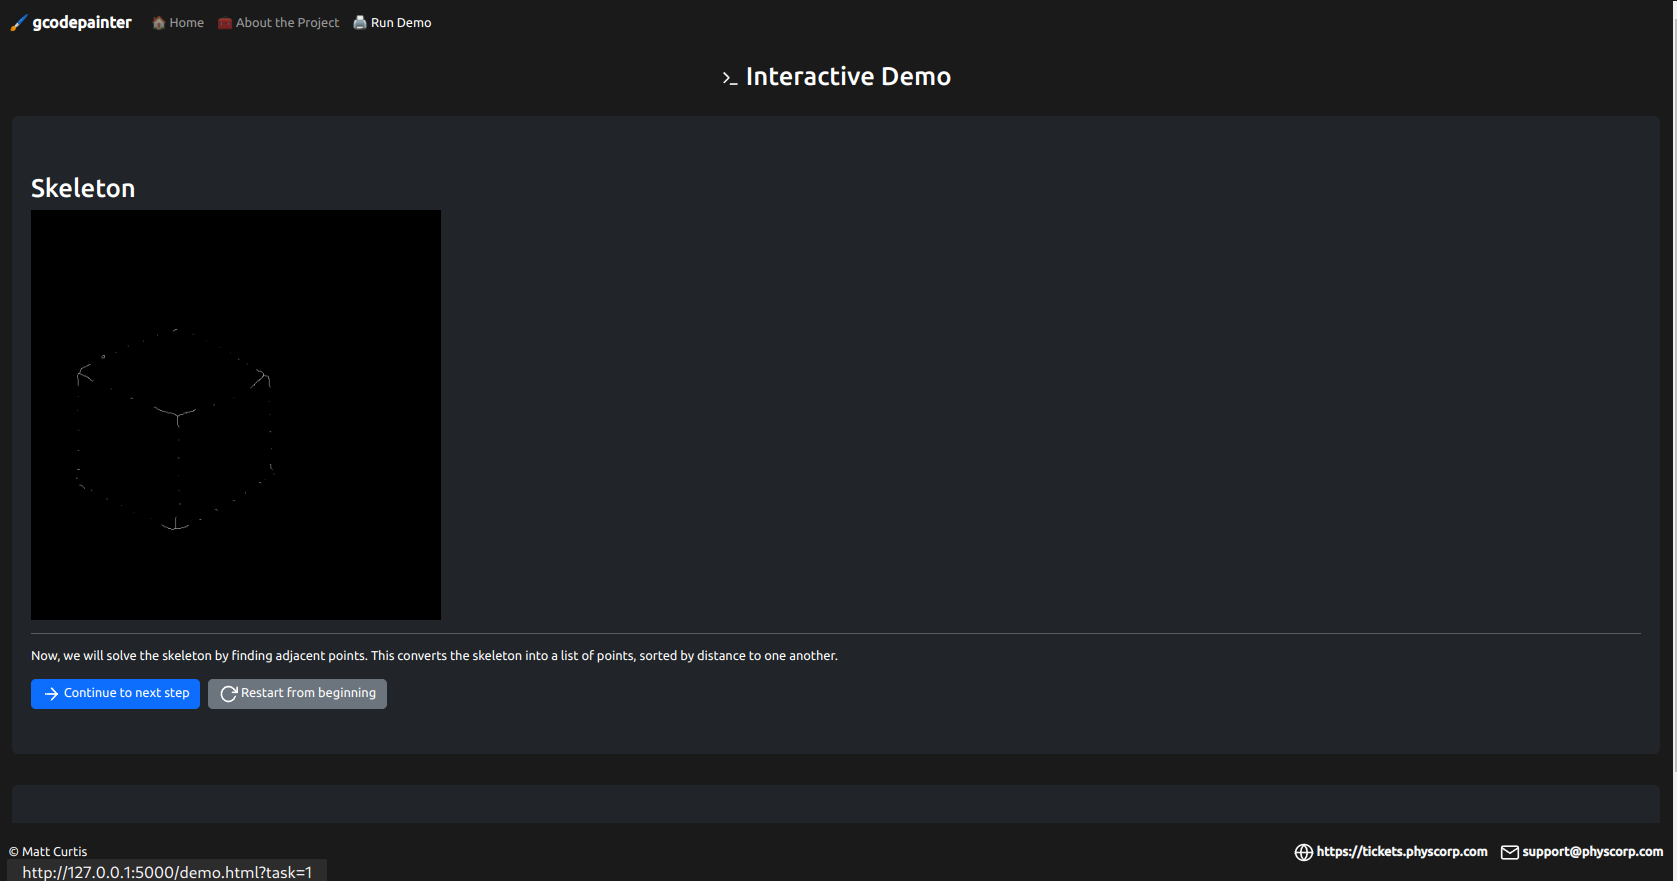 gcodepainter Home About the Project Run Demo
Interactive Demo
Skeleton
Now, we will solve the skeleton by finding adjacent points. This converts the skeleton into a list of points, sorted by distance to one another.
Continue to next step Restart from beginning
© Matt Curtis https://tickets.physcorp.com support@physcorp.com
http://127.0.0.1:5000/demo.html?task=1